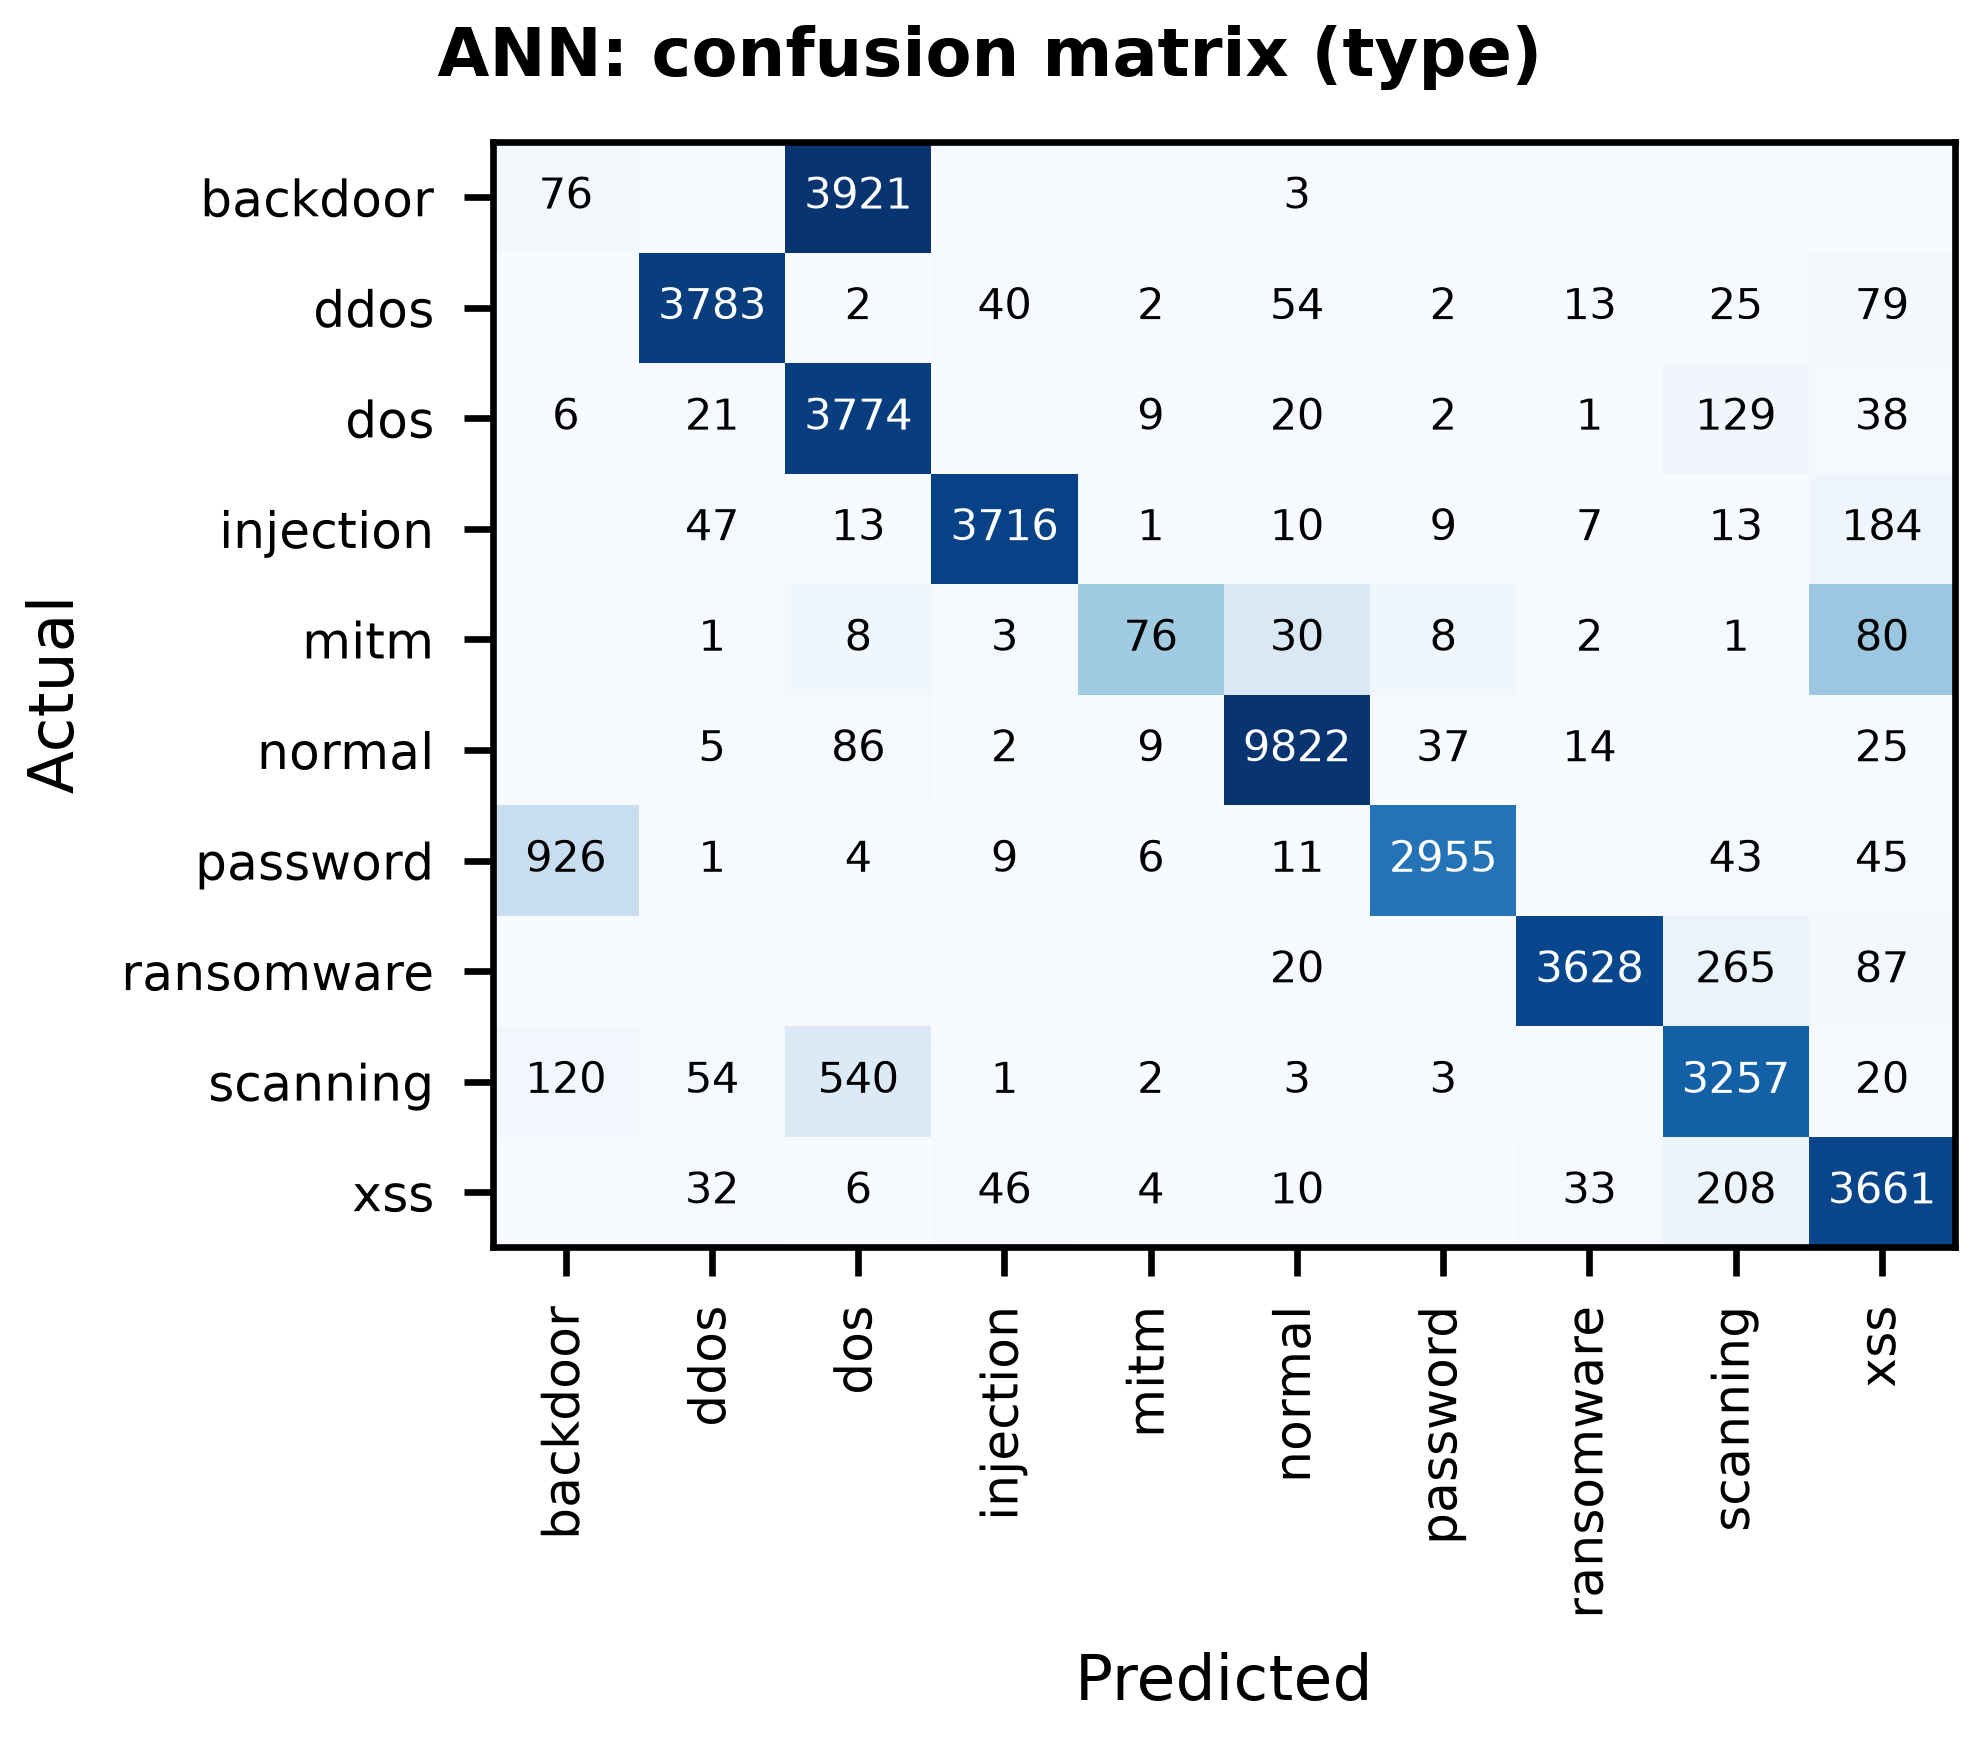 ANN: confusion matrix (type)
Actual
backdoor 76 3921 3
ddos 3783 2 40 2 54 2 13 25 79
dos 6 21 3774 9 20 2 1 129 38
injection 47 13 3716 1 10 9 7 13 184
mitm 1 8 3 76 30 8 2 1 80
normal 5 86 2 9 9822 37 14 25
password 926 1 4 9 6 11 2955 43 45
ransomware 20 3628 265 87
scanning 120 54 540 1 2 3 3 3257 20
xss 32 6 46 4 10 33 208 3661
backdoor ddos dos injection mitm normal password ransomware scanning xss
Predicted